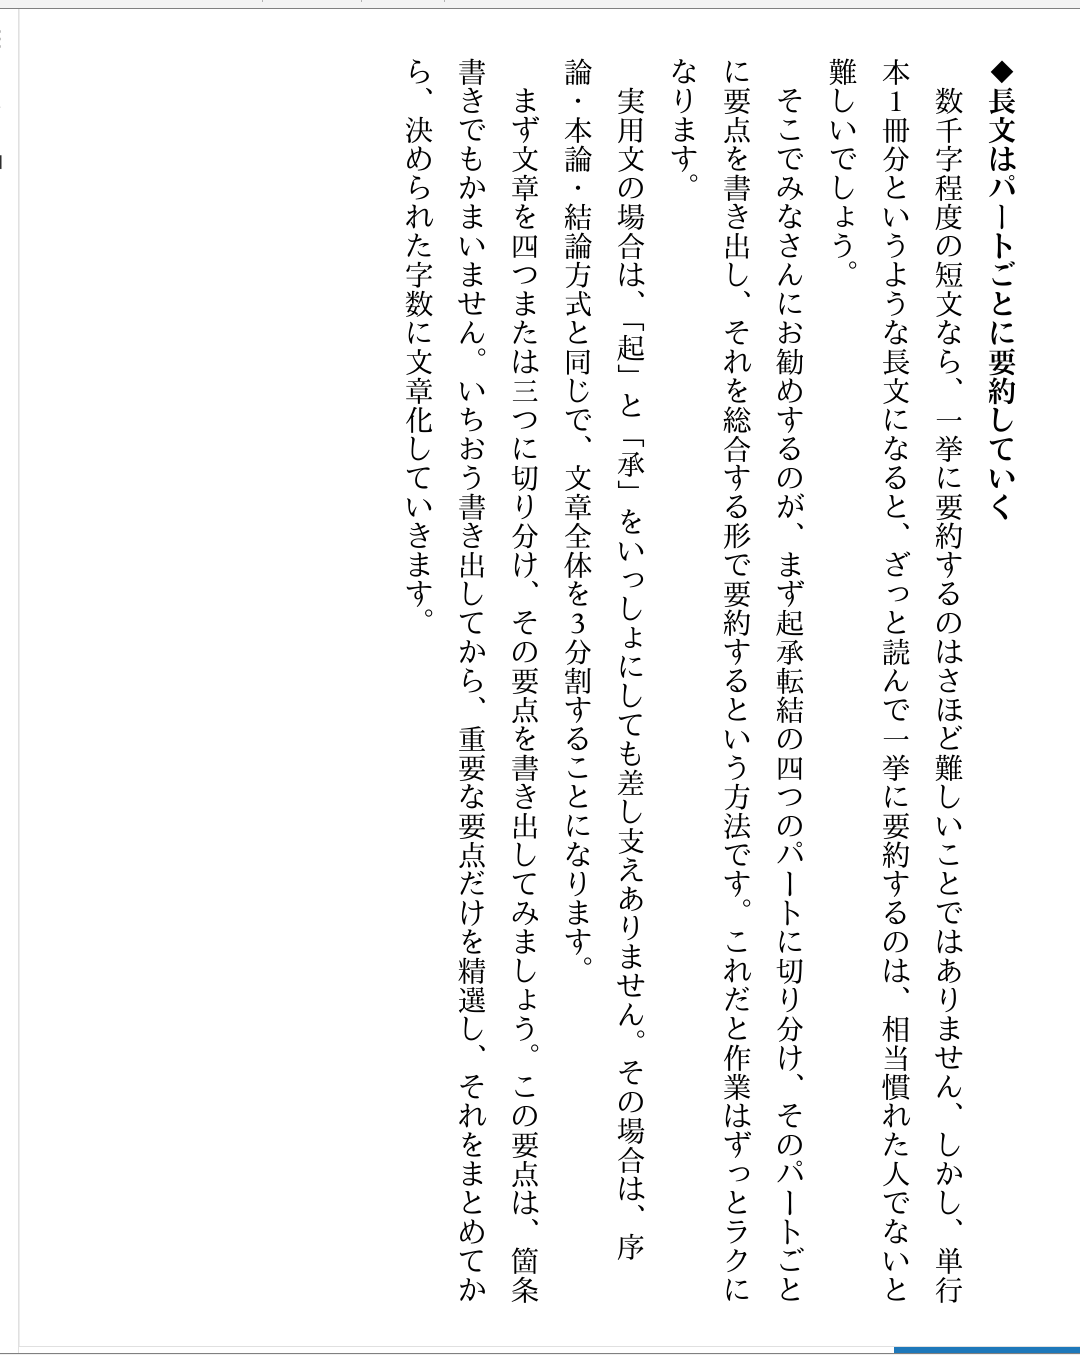 ◆長文はパートごとに要約していく
数千字程度の短文なら、一挙に要約するのはさほど難しいことではありません、しかし、単行
本1冊分というような長文になると、ざっと読んで一挙に要約するのは、相当慣れた人でないと
難しいでしょう。
そこでみなさんにお勧めするのが、まず起承転結の四つのパートに切り分け、そのパートごと
に要点を書き出し、それを総合する形で要約するという方法です。これだと作業はずっとラクに
なります。
実用文の場合は、「起」と「承」をいっしょにしても差し支えありません。その場合は、序
論・本論・結論方式と同じで、文章全体を3分割することになります。
まず文章を四つまたは三つに切り分け、その要点を書き出してみましょう。この要点は、箇条
書きでもかまいません。いちおう書き出してから、重要な要点だけを精選し、それをまとめてか
ら、決められた字数に文章化していきます。